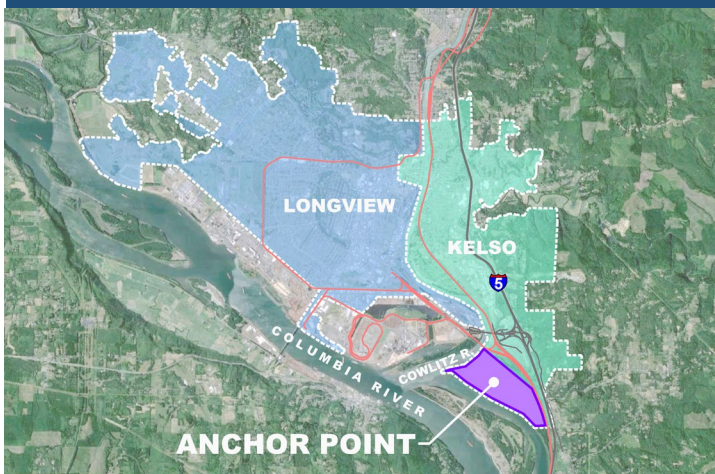 LONGVIEW
KELSO
5
COLUMBIA RIVER
COWLITZ R.
ANCHOR POINT